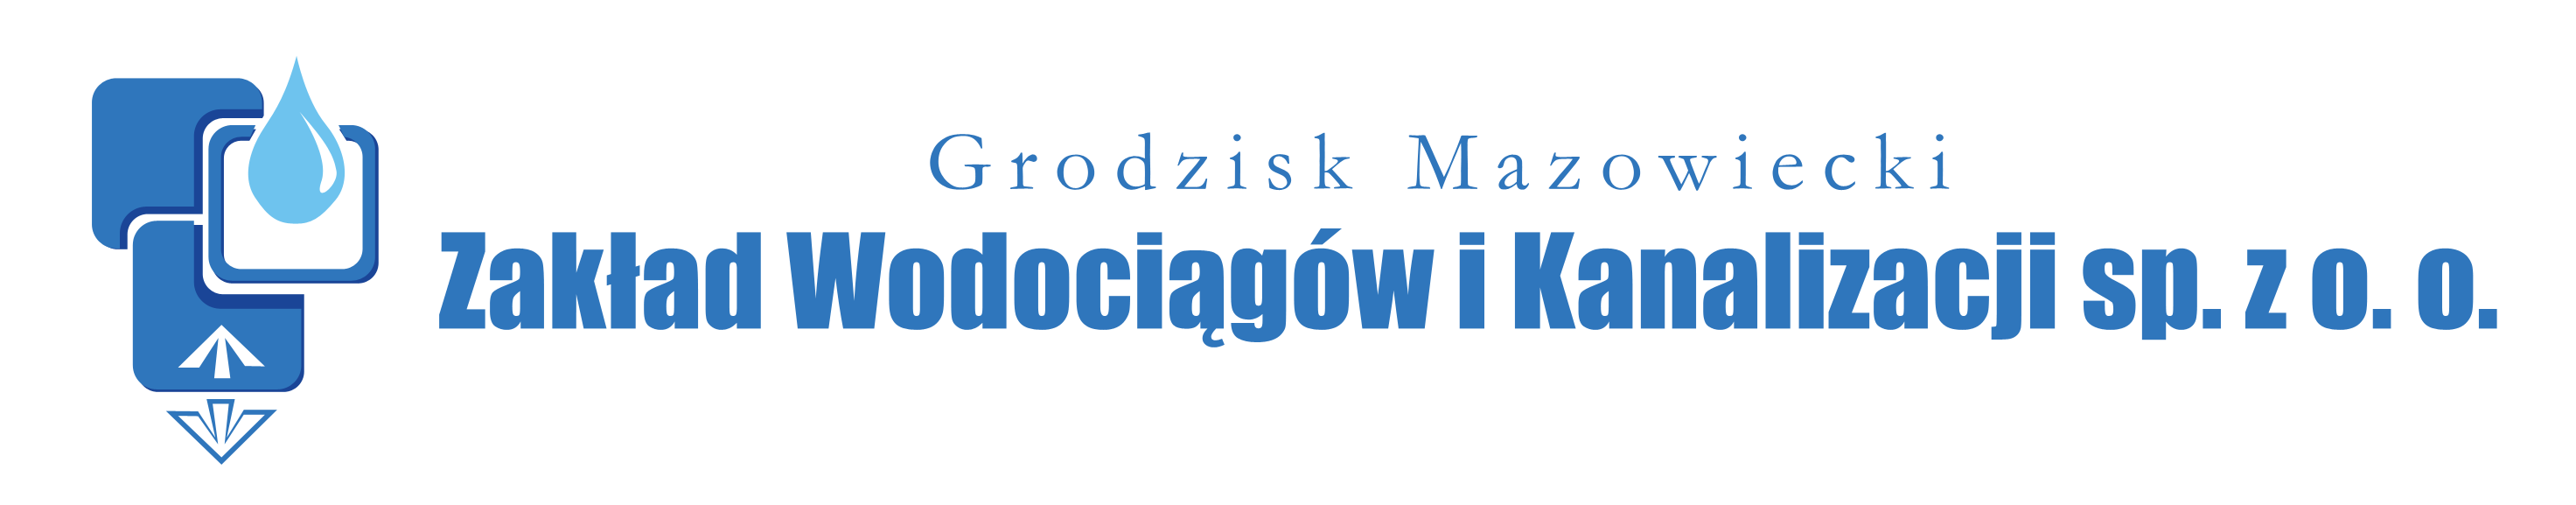 Grodzisk Mazowiecki
Zakład Wodociągów i Kanalizacji sp. z o. o.